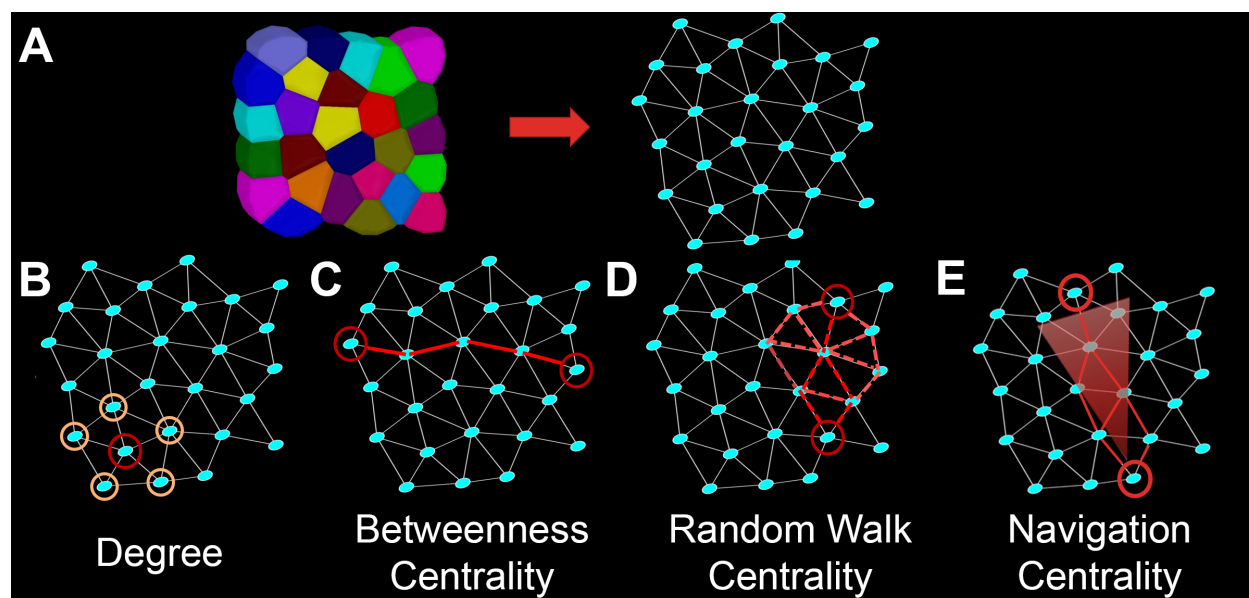 A
B
C
D
E
Degree
Betweenness
Centrality
Random Walk
Centrality
Navigation
Centrality